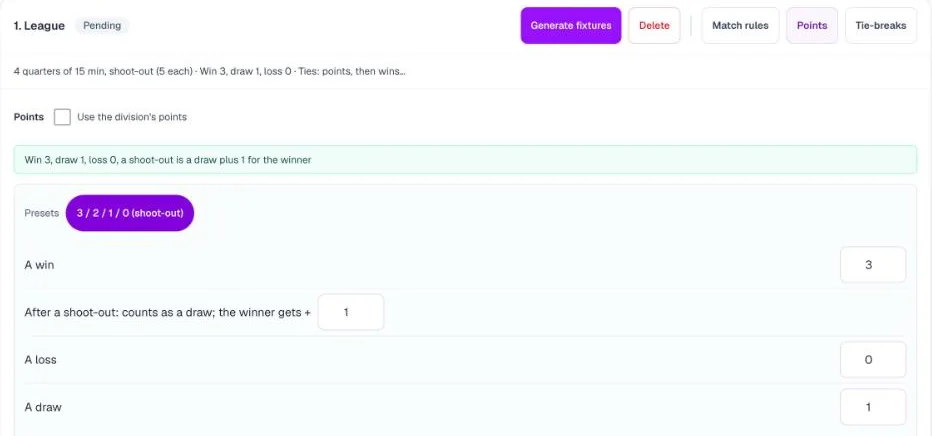 1. League Pending Generate fixtures Delete Match rules Points Tie-breaks
4 quarters of 15 min, shoot-out (5 each) · Win 3, draw 1, loss 0 · Ties: points, then wins...
Points Use the division's points
Win 3, draw 1, loss 0, a shoot-out is a draw plus 1 for the winner
Presets 3 / 2 / 1 / 0 (shoot-out)
A win 3
After a shoot-out: counts as a draw; the winner gets + 1
A loss 0
A draw 1